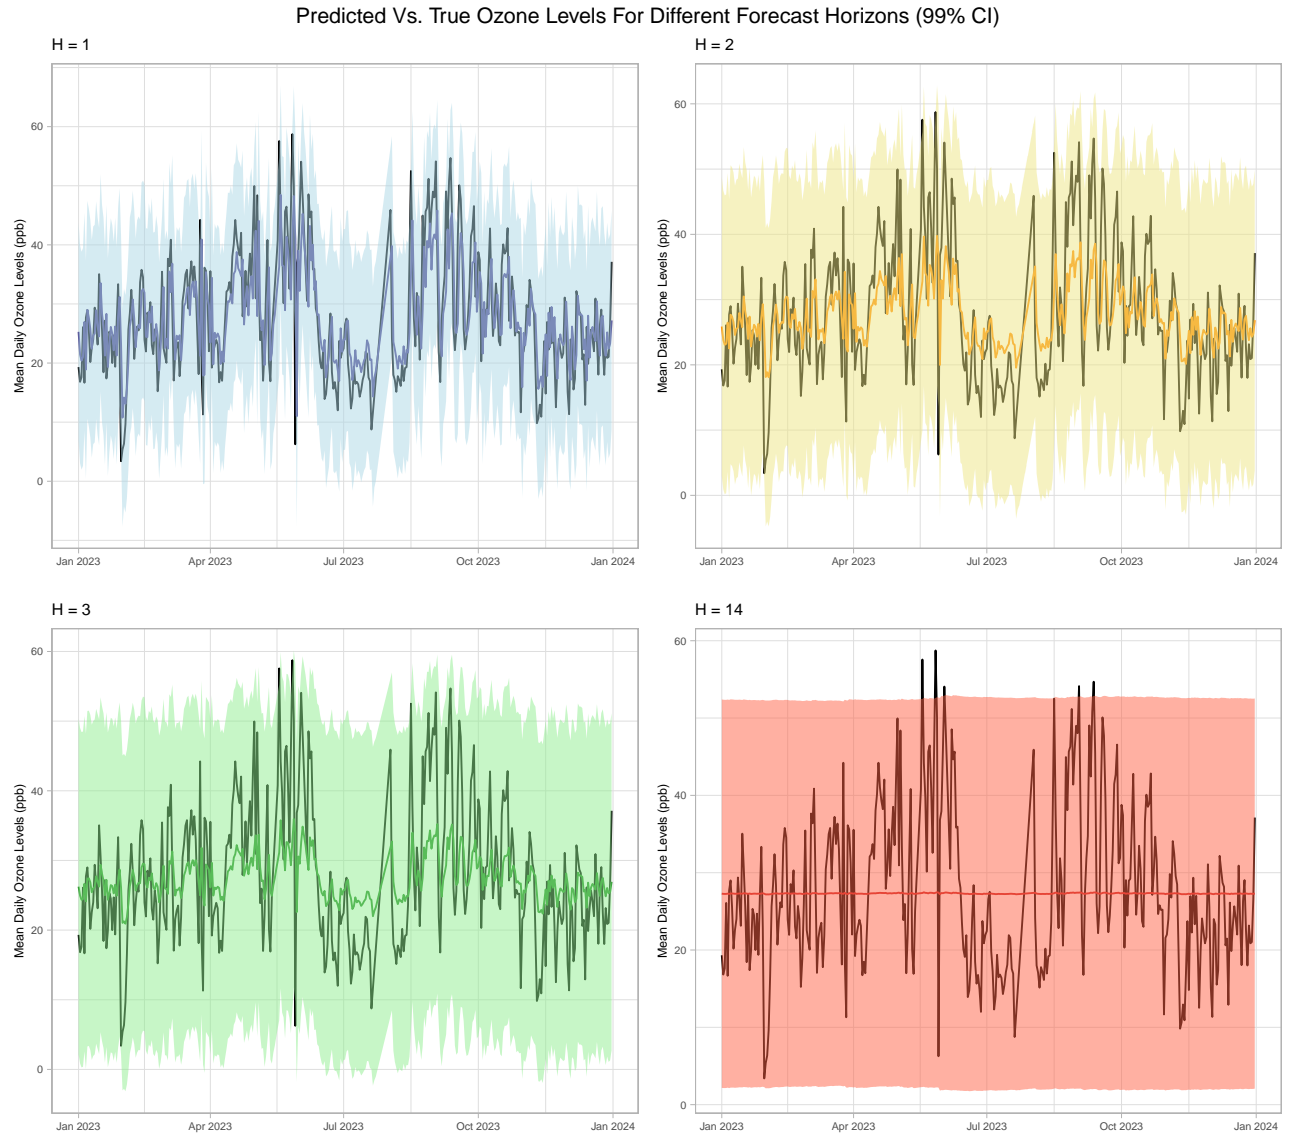 Predicted Vs. True Ozone Levels For Different Forecast Horizons (99% CI)
H = 1
Mean Daily Ozone Levels (ppb)
60
40
20
0
Jan 2023 Apr 2023 Jul 2023 Oct 2023 Jan 2024
H = 2
Mean Daily Ozone Levels (ppb)
60
40
20
0
Jan 2023 Apr 2023 Jul 2023 Oct 2023 Jan 2024
H = 3
Mean Daily Ozone Levels (ppb)
60
40
20
0
Jan 2023 Apr 2023 Jul 2023 Oct 2023 Jan 2024
H = 14
Mean Daily Ozone Levels (ppb)
60
40
20
0
Jan 2023 Apr 2023 Jul 2023 Oct 2023 Jan 2024